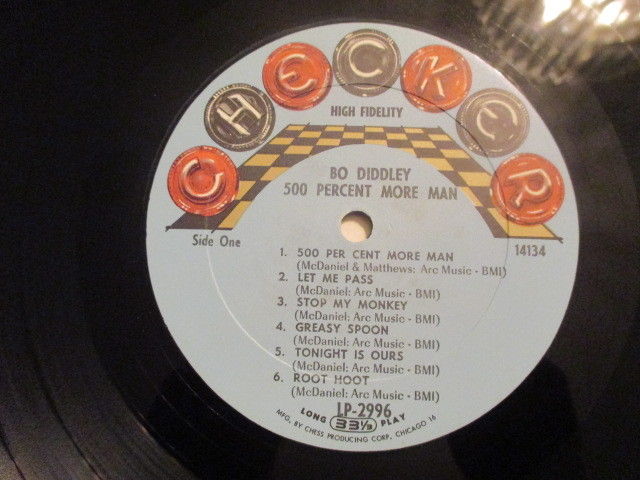 CHECKER
HIGH FIDELITY
BO DIDDLEY
500 PERCENT MORE MAN
Side One
14134
1. 500 PER CENT MORE MAN
(McDaniel & Matthews: Arc Music - BMI)
2. LET ME PASS
(McDaniel: Arc Music - BMI)
3. STOP MY MONKEY
(McDaniel: Arc Music - BMI)
4. GREASY SPOON
(McDaniel: Arc Music - BMI)
5. TONIGHT IS OURS
(McDaniel: Arc Music - BMI)
6. ROOT HOOT
(McDaniel: Arc Music - BMI)
LP-2996
LONG 33⅓ PLAY
MFG. BY CHESS PRODUCING CORP. CHICAGO 16